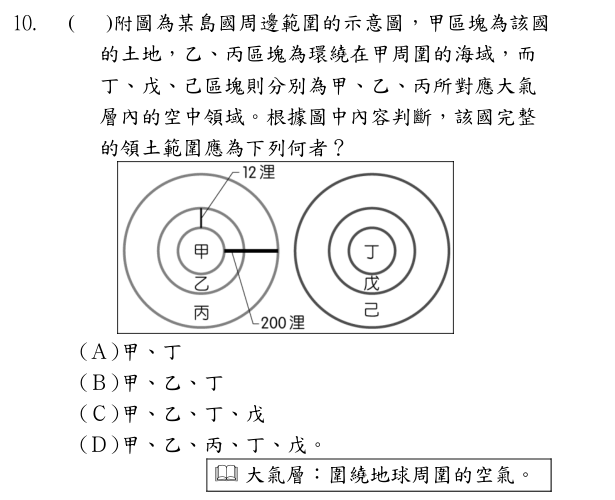 10. ( )附圖為某島國周邊範圍的示意圖，甲區塊為該國
的土地，乙、丙區塊為環繞在甲周圍的海域，而
丁、戊、己區塊則分別為甲、乙、丙所對應大氣
層內的空中領域。根據圖中內容判斷，該國完整
的領土範圍應為下列何者？
12浬
甲
乙
丙
200浬
丁
戊
己
(A)甲、丁
(B)甲、乙、丁
(C)甲、乙、丁、戊
(D)甲、乙、丙、丁、戊。
大氣層：圍繞地球周圍的空氣。